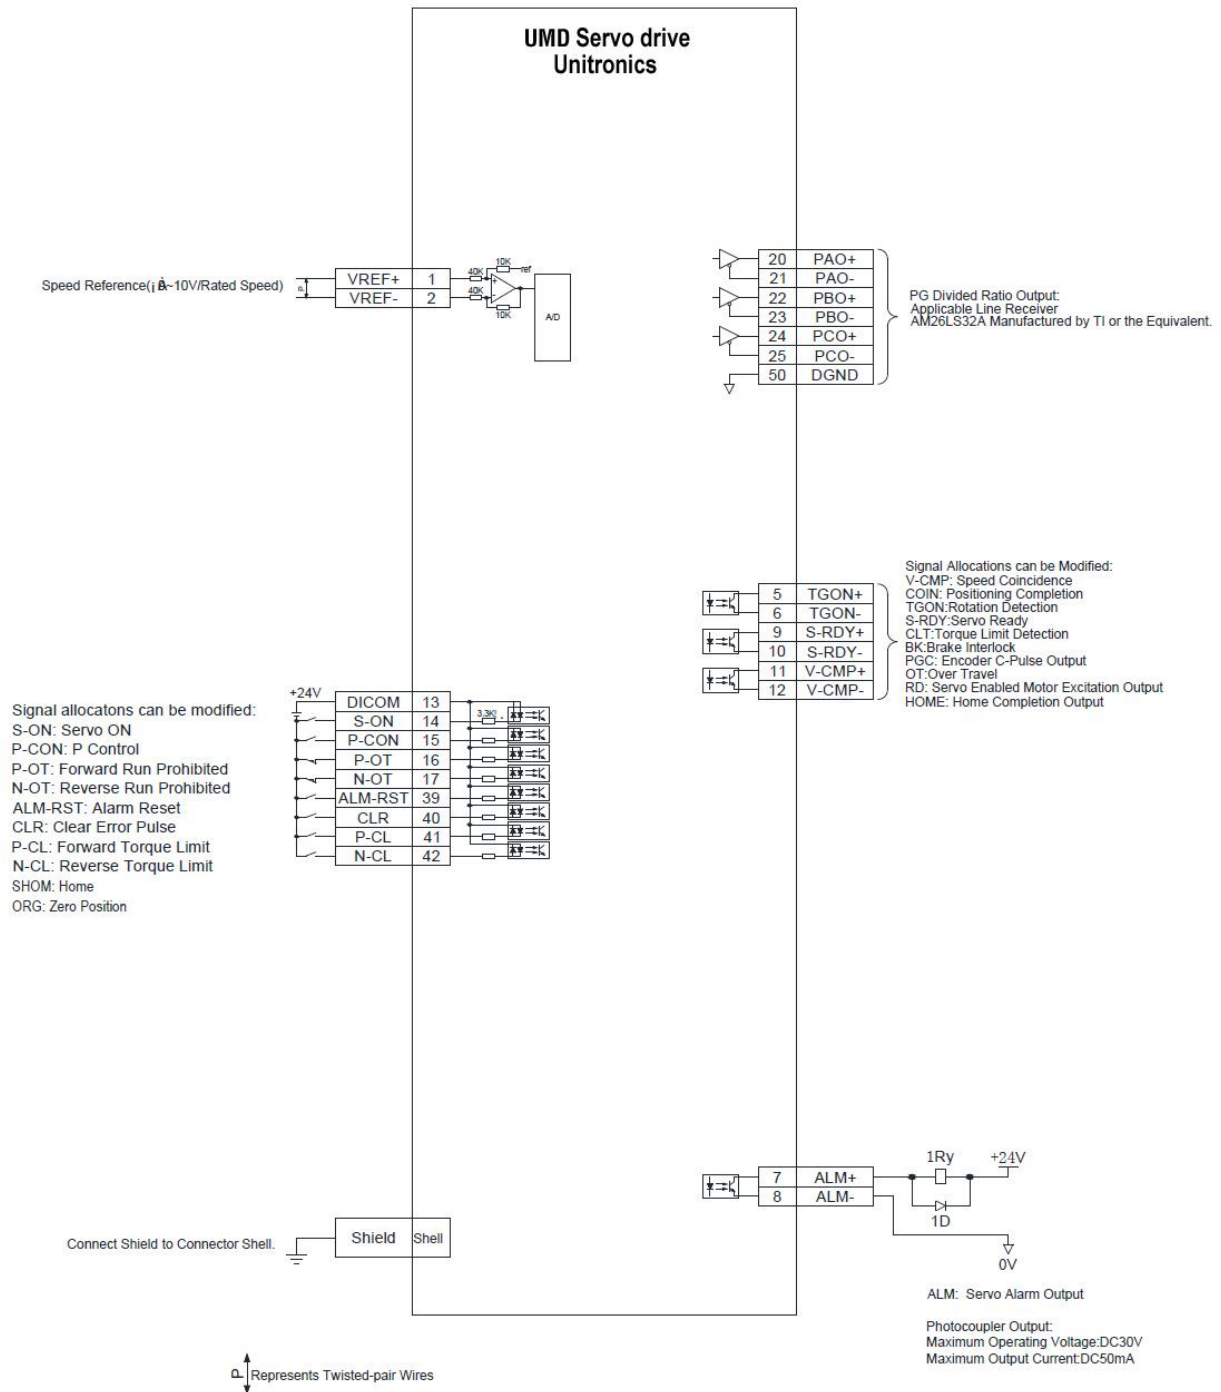 UMD Servo drive
Unitronics
Speed Reference(¡À~10V/Rated Speed)
P
VREF+ 1
VREF- 2
40K
10K
ref
40K
10K
A/D
20 PAO+
21 PAO-
22 PBO+
23 PBO-
24 PCO+
25 PCO-
50 DGND
PG Divided Ratio Output:
Applicable Line Receiver
AM26LS32A Manufactured by TI or the Equivalent.
5 TGON+
6 TGON-
9 S-RDY+
10 S-RDY-
11 V-CMP+
12 V-CMP-
Signal Allocations can be Modified:
V-CMP: Speed Coincidence
COIN: Positioning Completion
TGON:Rotation Detection
S-RDY:Servo Ready
CLT:Torque Limit Detection
BK:Brake Interlock
PGC: Encoder C-Pulse Output
OT:Over Travel
RD: Servo Enabled Motor Excitation Output
HOME: Home Completion Output
Signal allocatons can be modified:
S-ON: Servo ON
P-CON: P Control
P-OT: Forward Run Prohibited
N-OT: Reverse Run Prohibited
ALM-RST: Alarm Reset
CLR: Clear Error Pulse
P-CL: Forward Torque Limit
N-CL: Reverse Torque Limit
SHOM: Home
ORG: Zero Position
+24V
DICOM 13
S-ON 14
P-CON 15
P-OT 16
N-OT 17
ALM-RST 39
CLR 40
P-CL 41
N-CL 42
3.3K
7 ALM+
8 ALM-
1Ry
+24V
1D
0V
ALM: Servo Alarm Output
Photocoupler Output:
Maximum Operating Voltage:DC30V
Maximum Output Current:DC50mA
Connect Shield to Connector Shell.
Shield Shell
P Represents Twisted-pair Wires